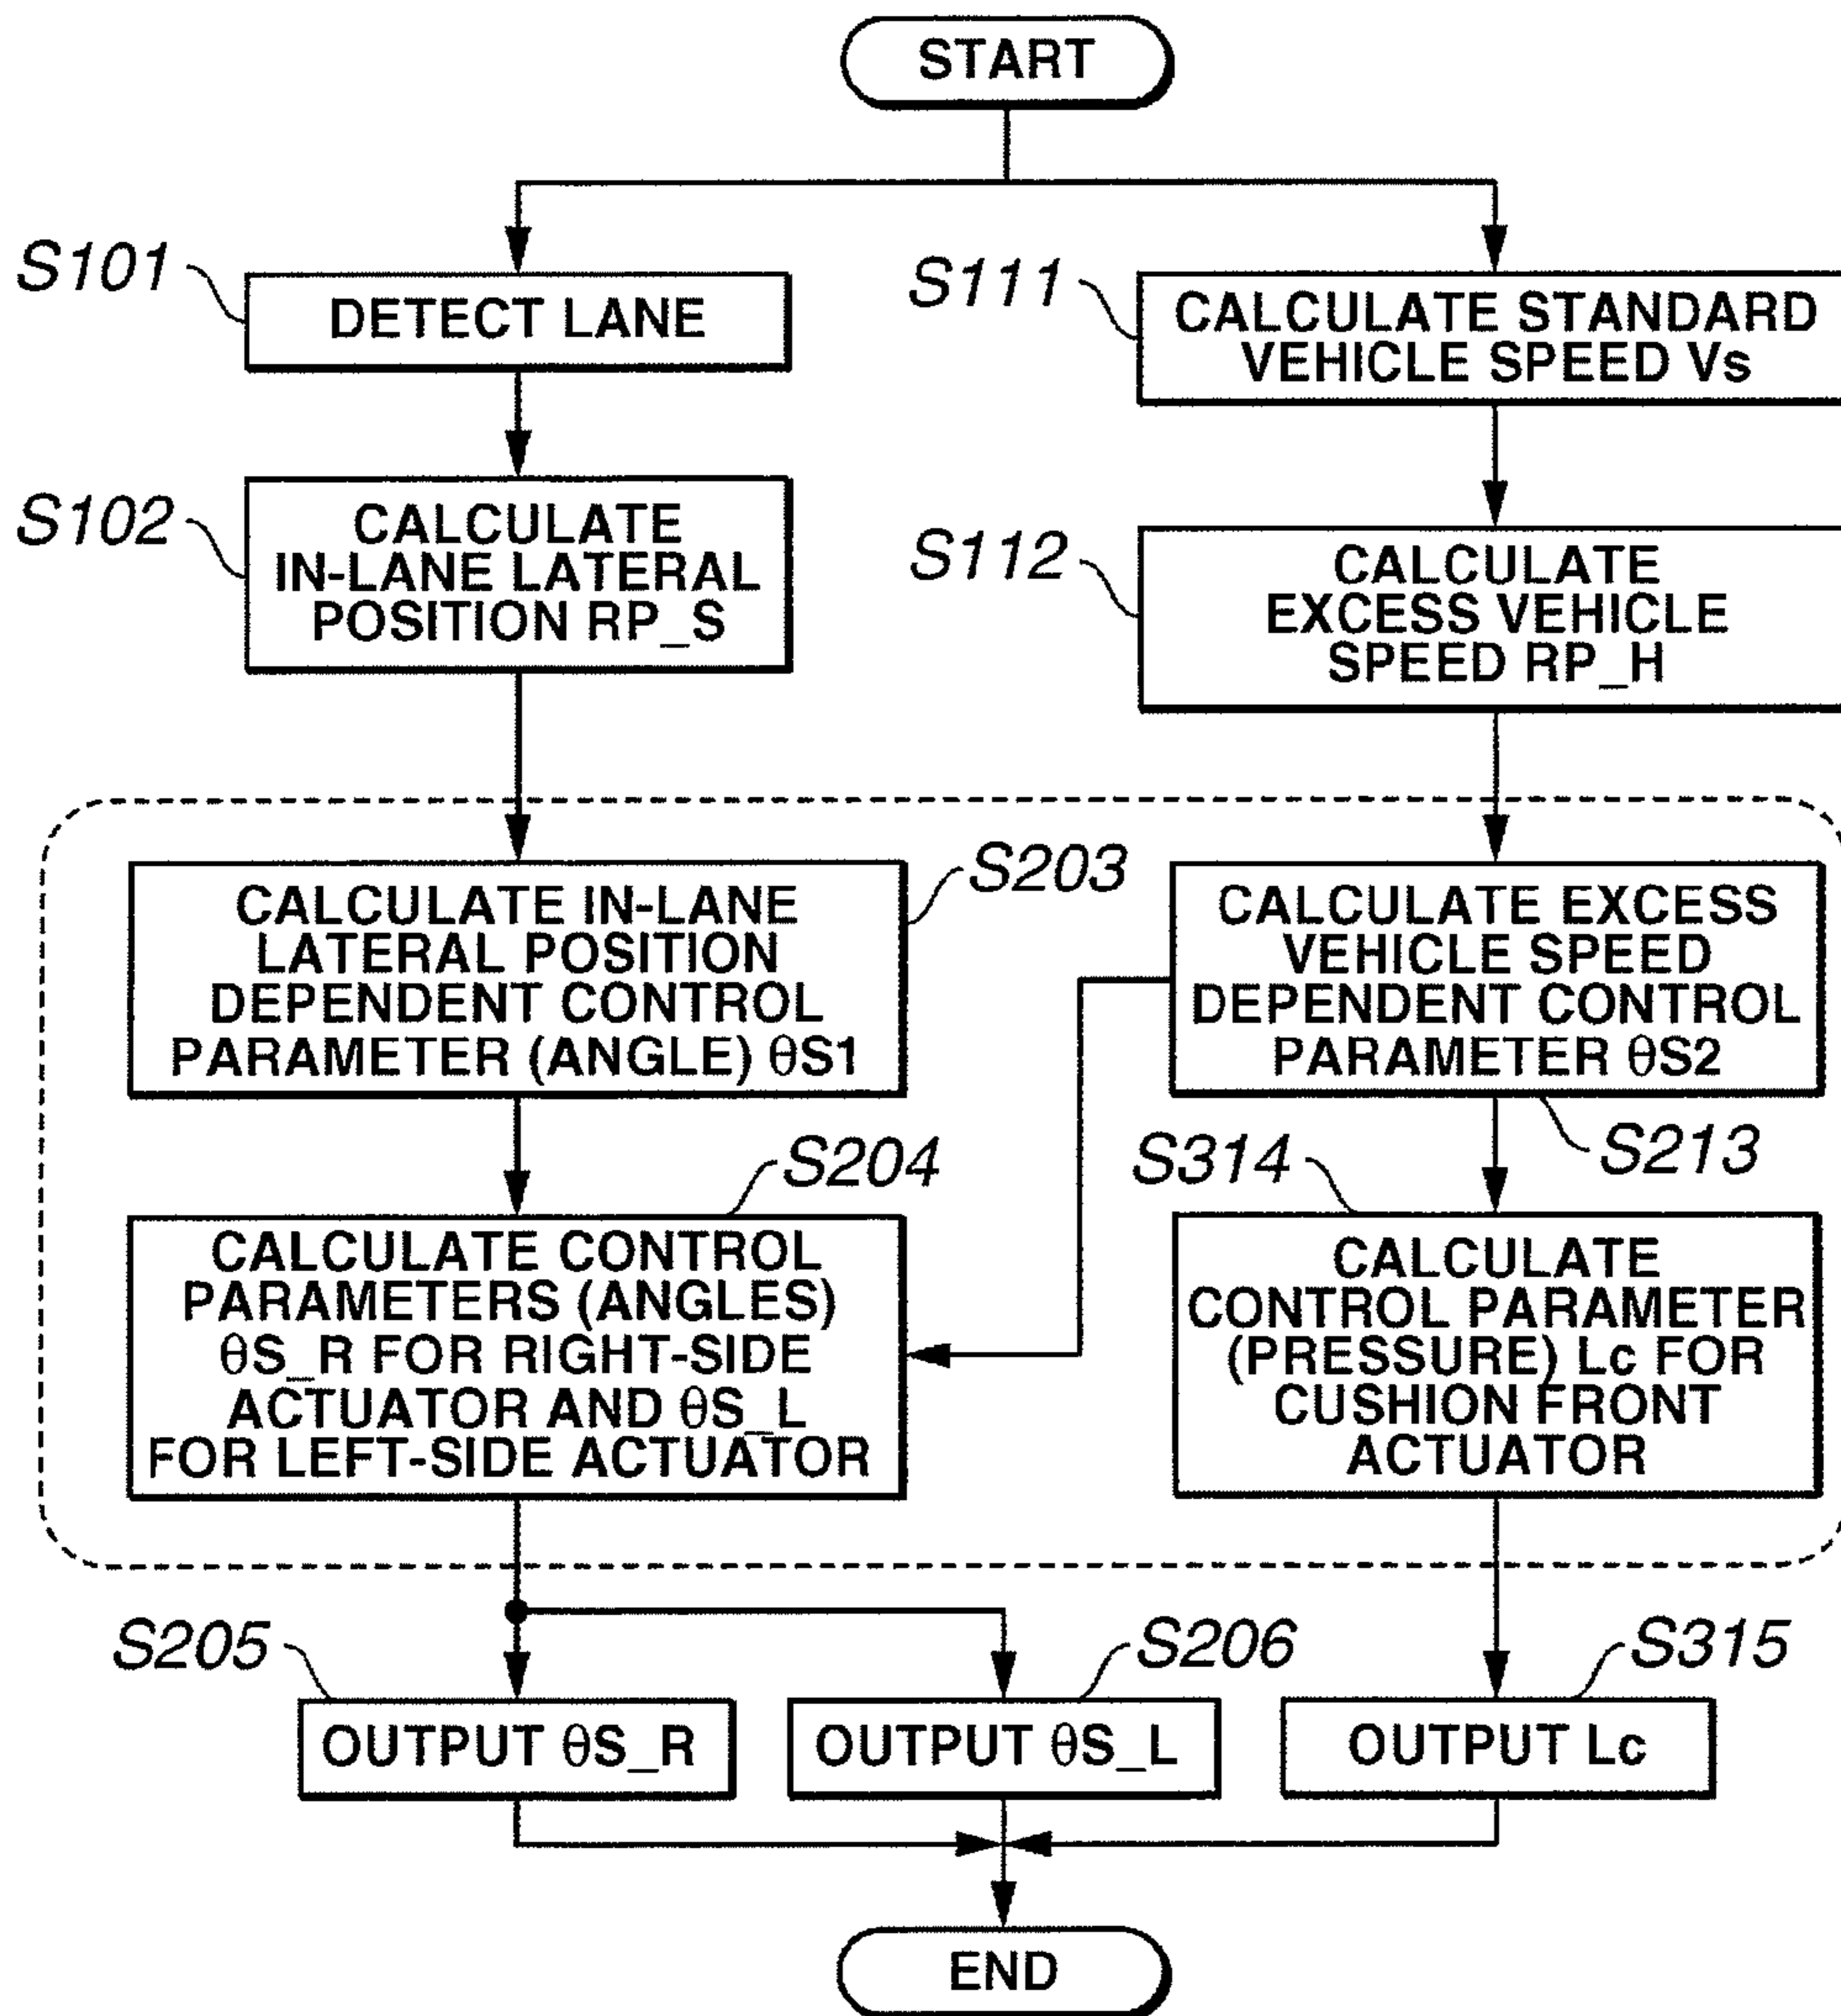 START
S101
DETECT LANE
S111
CALCULATE STANDARD
VEHICLE SPEED Vs
S102
CALCULATE
IN-LANE LATERAL
POSITION RP_S
S112
CALCULATE
EXCESS VEHICLE
SPEED RP_H
S203
CALCULATE IN-LANE
LATERAL POSITION
DEPENDENT CONTROL
PARAMETER (ANGLE) θS1
CALCULATE EXCESS
VEHICLE SPEED
DEPENDENT CONTROL
PARAMETER θS2
S213
S204
CALCULATE CONTROL
PARAMETERS (ANGLES)
θS_R FOR RIGHT-SIDE
ACTUATOR AND θS_L
FOR LEFT-SIDE ACTUATOR
S314
CALCULATE
CONTROL PARAMETER
(PRESSURE) Lc FOR
CUSHION FRONT
ACTUATOR
S205
OUTPUT θS_R
S206
OUTPUT θS_L
S315
OUTPUT Lc
END